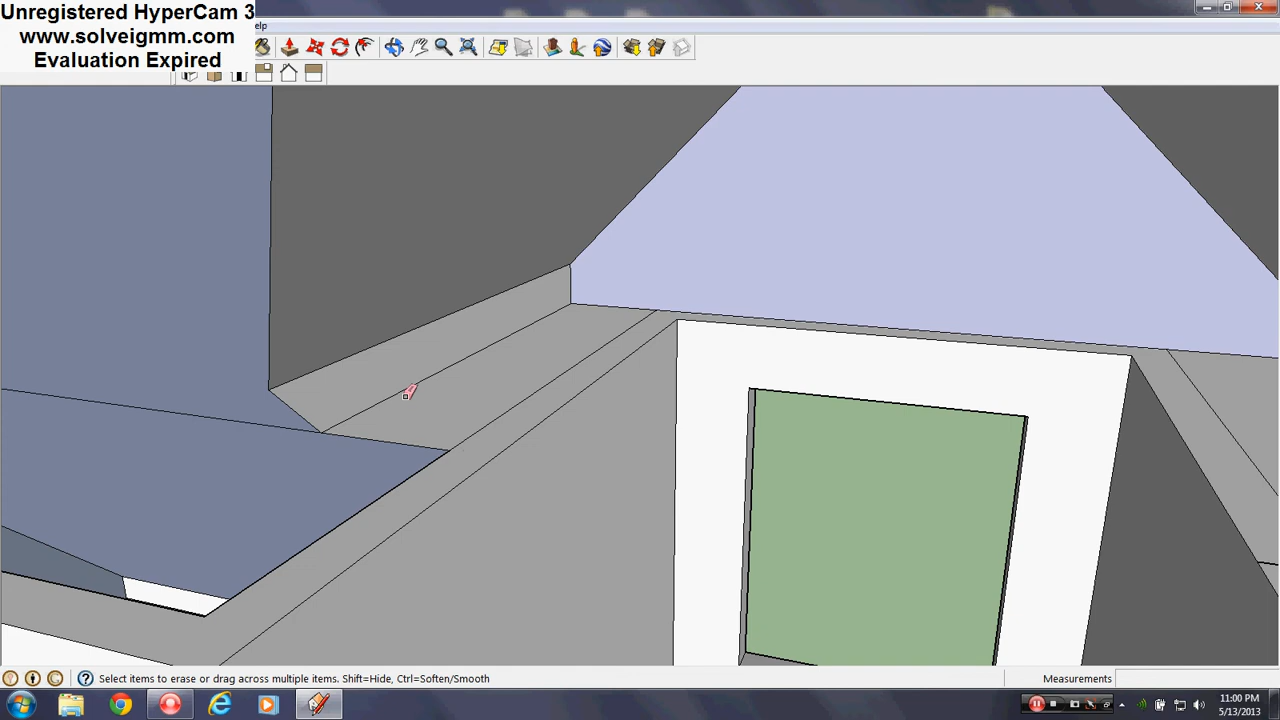 Unregistered HyperCam 3
www.solveigmm.com
Evaluation Expired
elp
Select items to erase or drag across multiple items. Shift=Hide, Ctrl=Soften/Smooth
Measurements
11:00 PM
5/13/2013